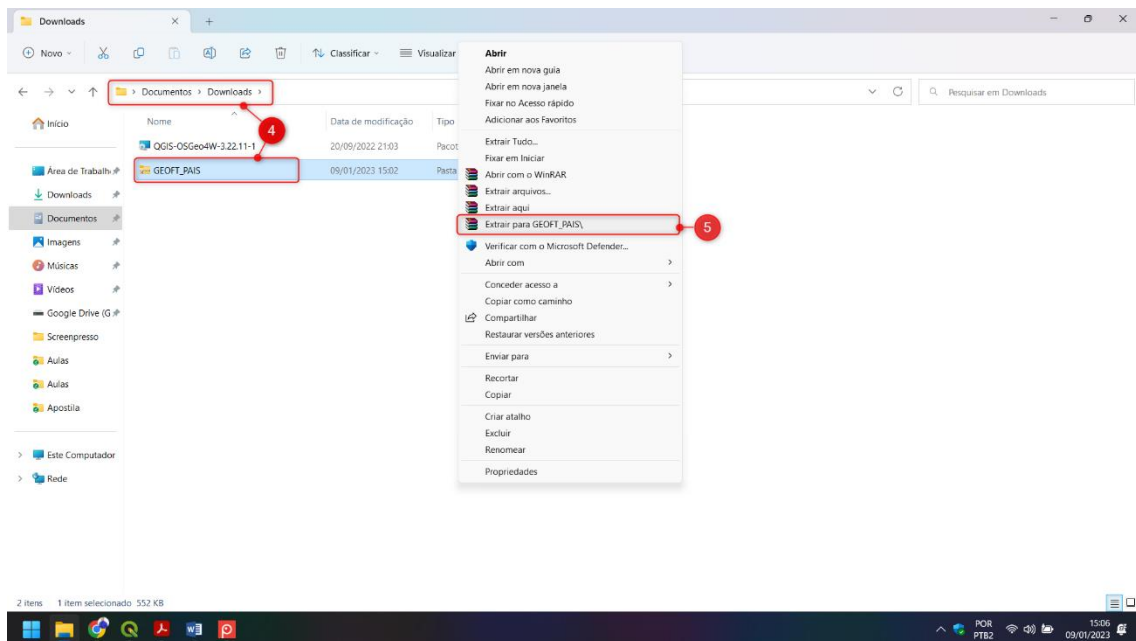 Downloads
Novo
Classificar
Visualizar
Documentos > Downloads >
Pesquisar em Downloads
Início
Área de Trabalho
Downloads
Documentos
Imagens
Músicas
Vídeos
Google Drive (G
Screenpresso
Aulas
Aulas
Apostila
Este Computador
Rede
Nome
Data de modificação
Tipo
4
QGIS-OSGeo4W-3.22.11-1
20/09/2022 21:03
Pacot
GEOFT_PAIS
09/01/2023 15:02
Pasta
Abrir
Abrir em nova guia
Abrir em nova janela
Fixar no Acesso rápido
Adicionar aos Favoritos
Extrair Tudo...
Fixar em Iniciar
Abrir com o WinRAR
Extrair arquivos...
Extrair aqui
Extrair para GEOFT_PAIS\
5
Verificar com o Microsoft Defender...
Abrir com
Conceder acesso a
Copiar como caminho
Compartilhar
Restaurar versões anteriores
Enviar para
Recortar
Copiar
Criar atalho
Excluir
Renomear
Propriedades
2 itens 1 item selecionado 552 KB
POR
PTB2
15:06
09/01/2023